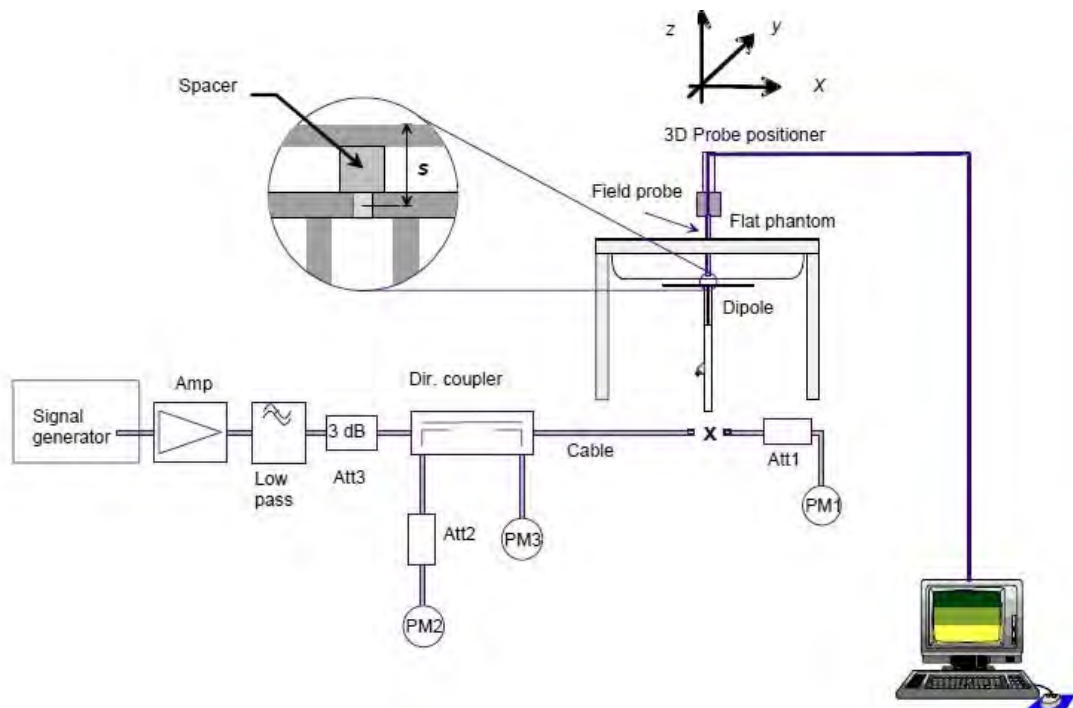 z
y
X
Spacer
s
3D Probe positioner
Field probe
Flat phantom
Dipole
Dir. coupler
Amp
Signal
generator
3 dB
Cable
x
Low
pass
Att3
Att1
PM1
Att2
PM3
PM2